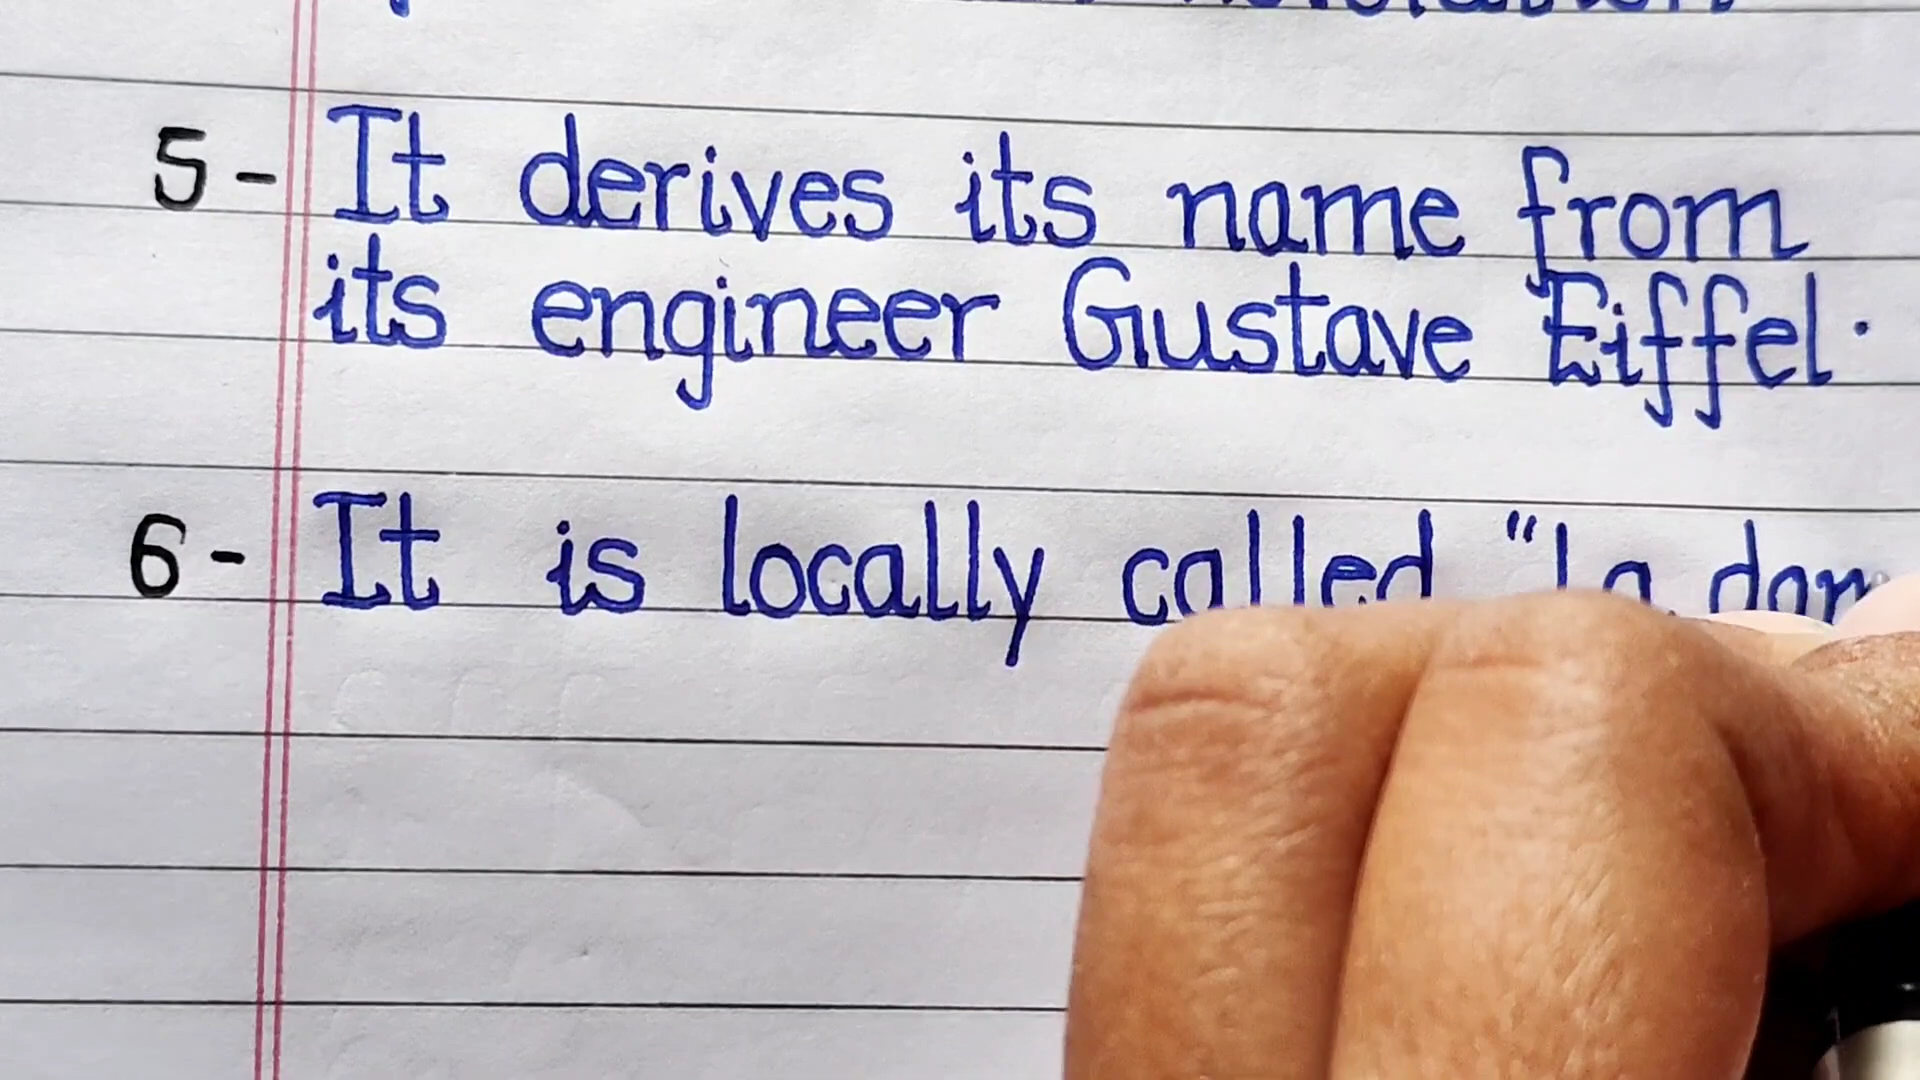 5- It derives its name from
its engineer Gustave Eiffel.
6- It is locally called "la